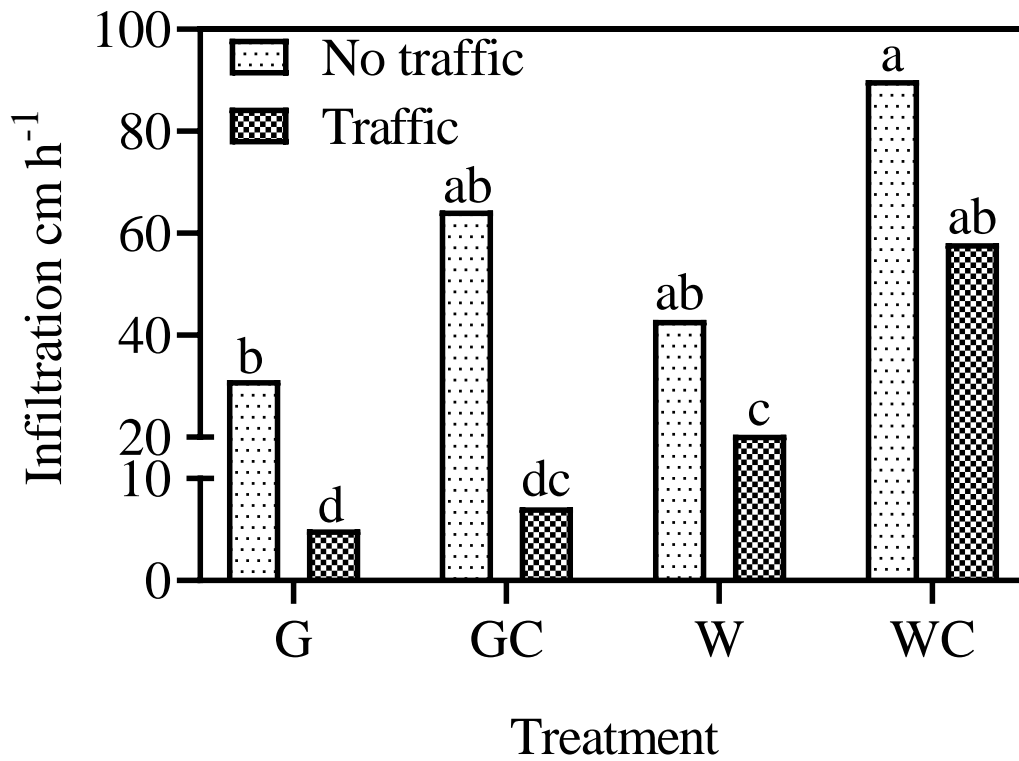 100
80
60
40
20
10
0
Infiltration cm h-1
No traffic
Traffic
b
d
ab
dc
ab
c
a
ab
G
GC
W
WC
Treatment